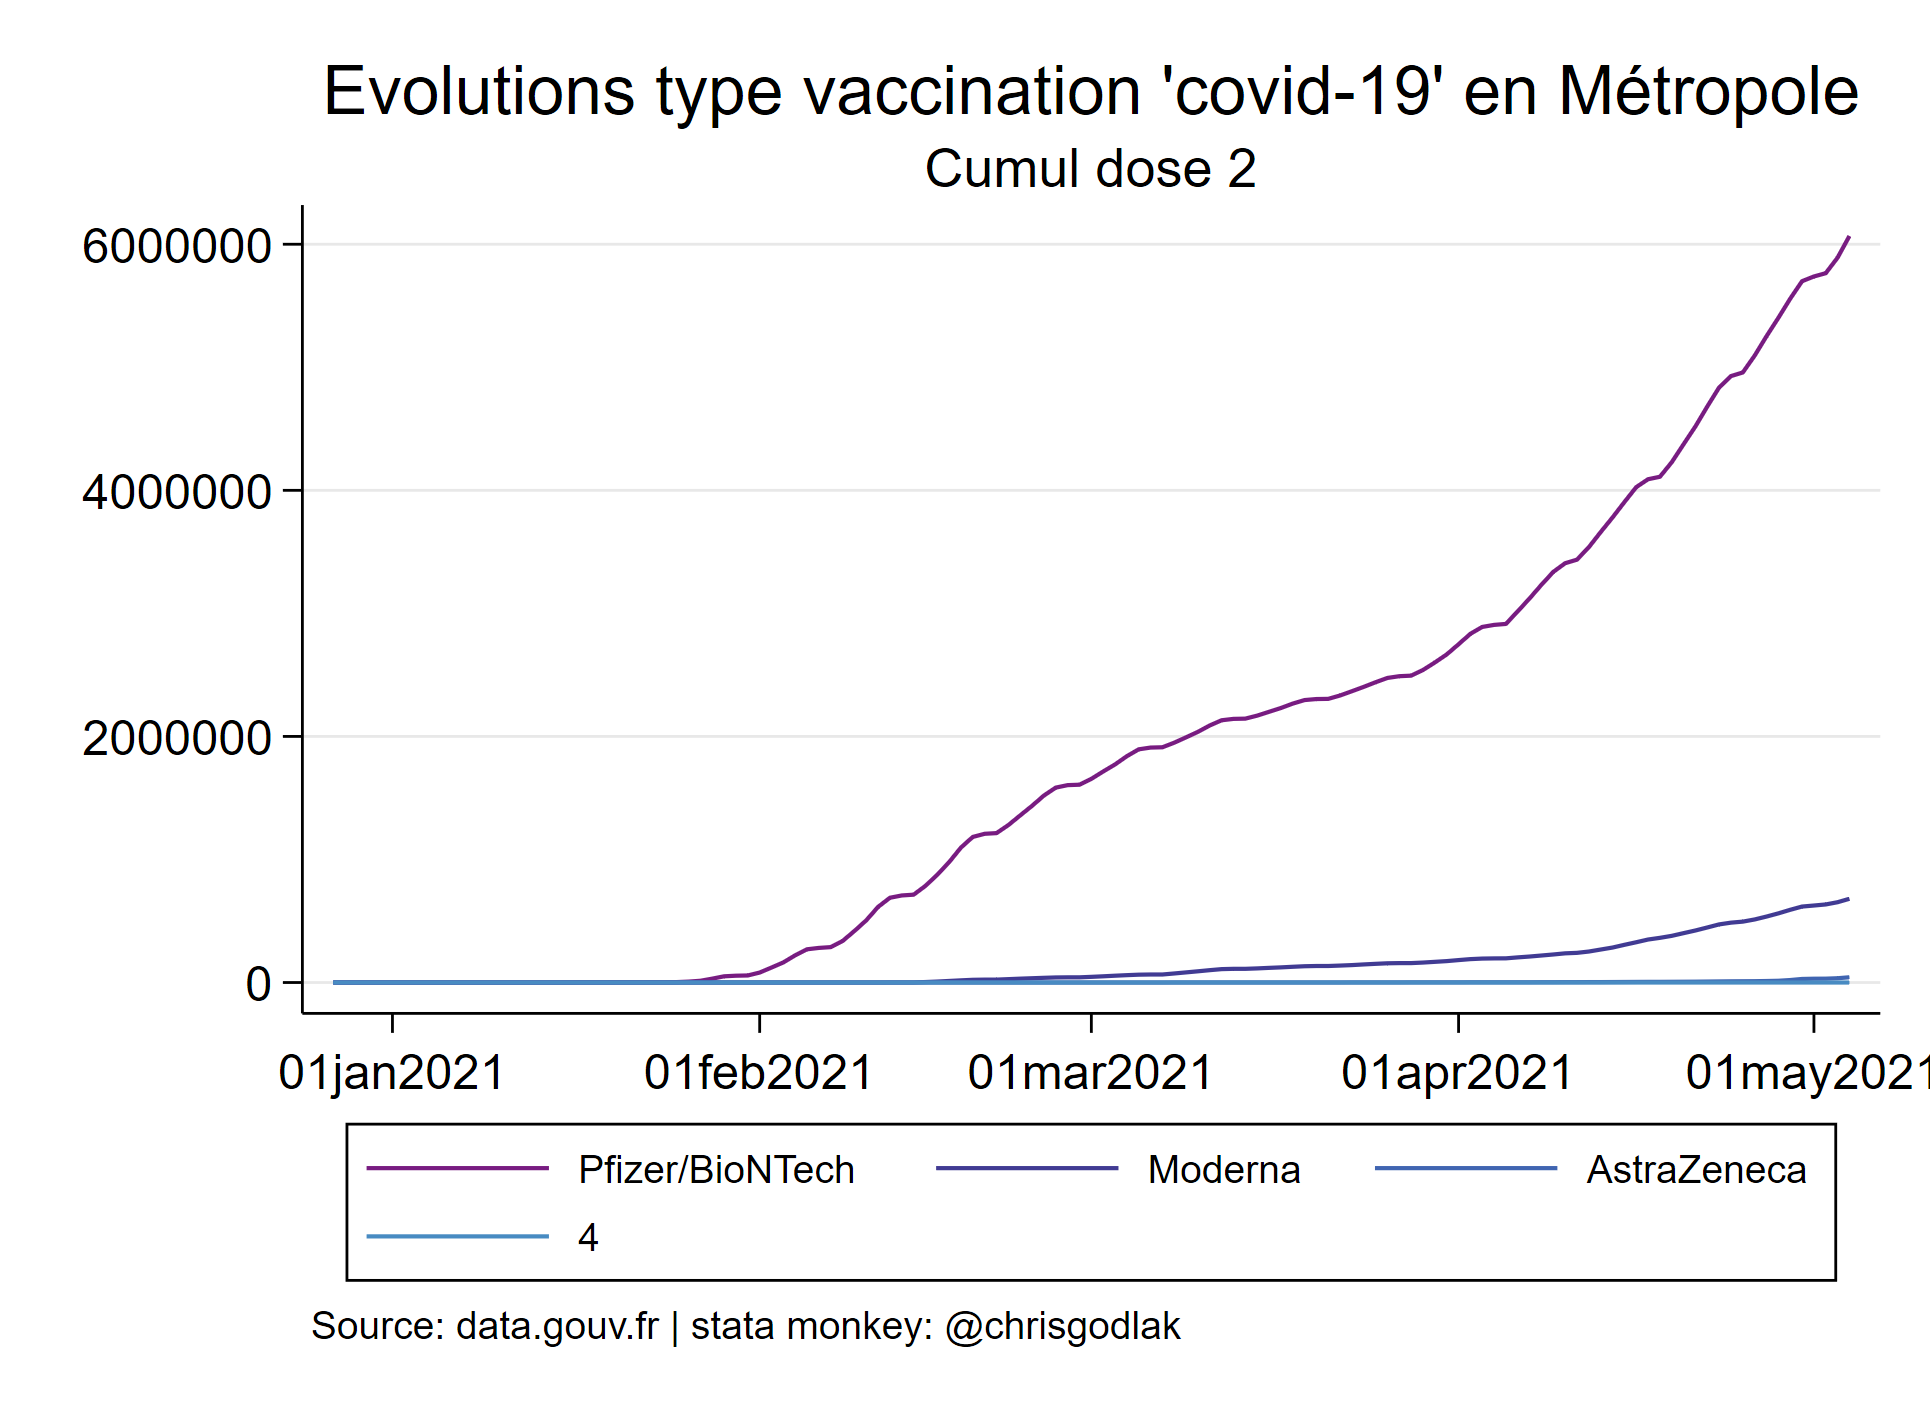 Evolutions type vaccination 'covid-19' en Métropole
Cumul dose 2
6000000
4000000
2000000
0
01jan2021 01feb2021 01mar2021 01apr2021 01may2021
Pfizer/BioNTech Moderna AstraZeneca
4
Source: data.gouv.fr | stata monkey: @chrisgodlak